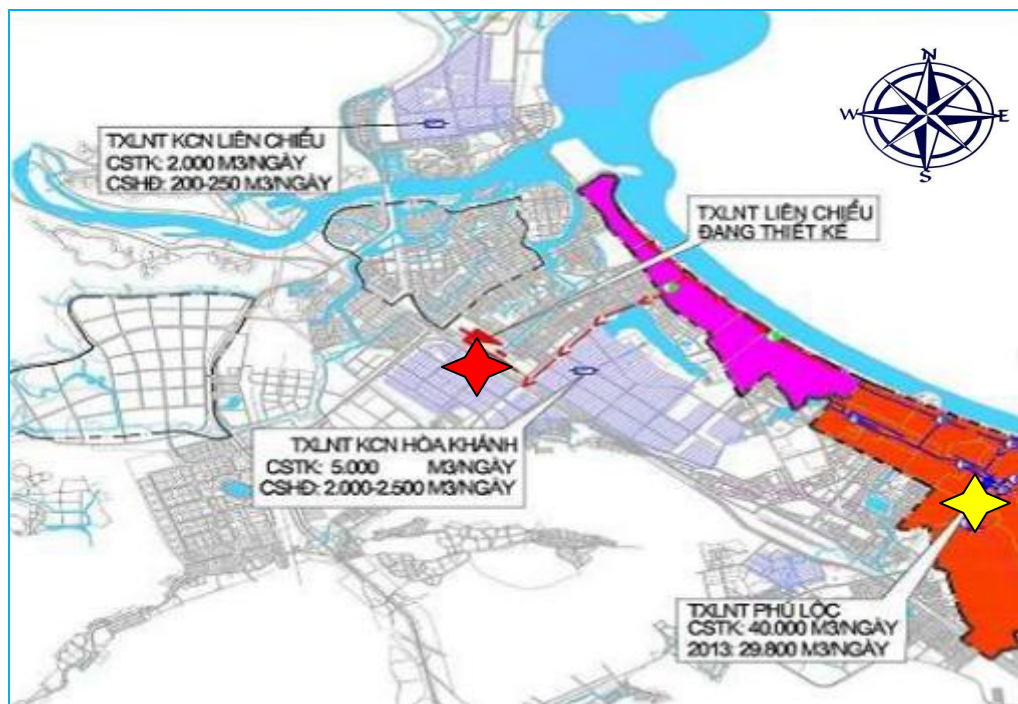 N
W
E
S
TXLNT KCN LIÊN CHIỂU
CSTK: 2.000 M3/NGÀY
CSHĐ: 200-250 M3/NGÀY
TXLNT LIÊN CHIỂU
ĐANG THIẾT KẾ
TXLNT KCN HÒA KHÁNH
CSTK: 5.000 M3/NGÀY
CSHĐ: 2.000-2.500 M3/NGÀY
TXLNT PHÚ LỘC
CSTK: 40.000 M3/NGÀY
2013: 29.800 M3/NGÀY